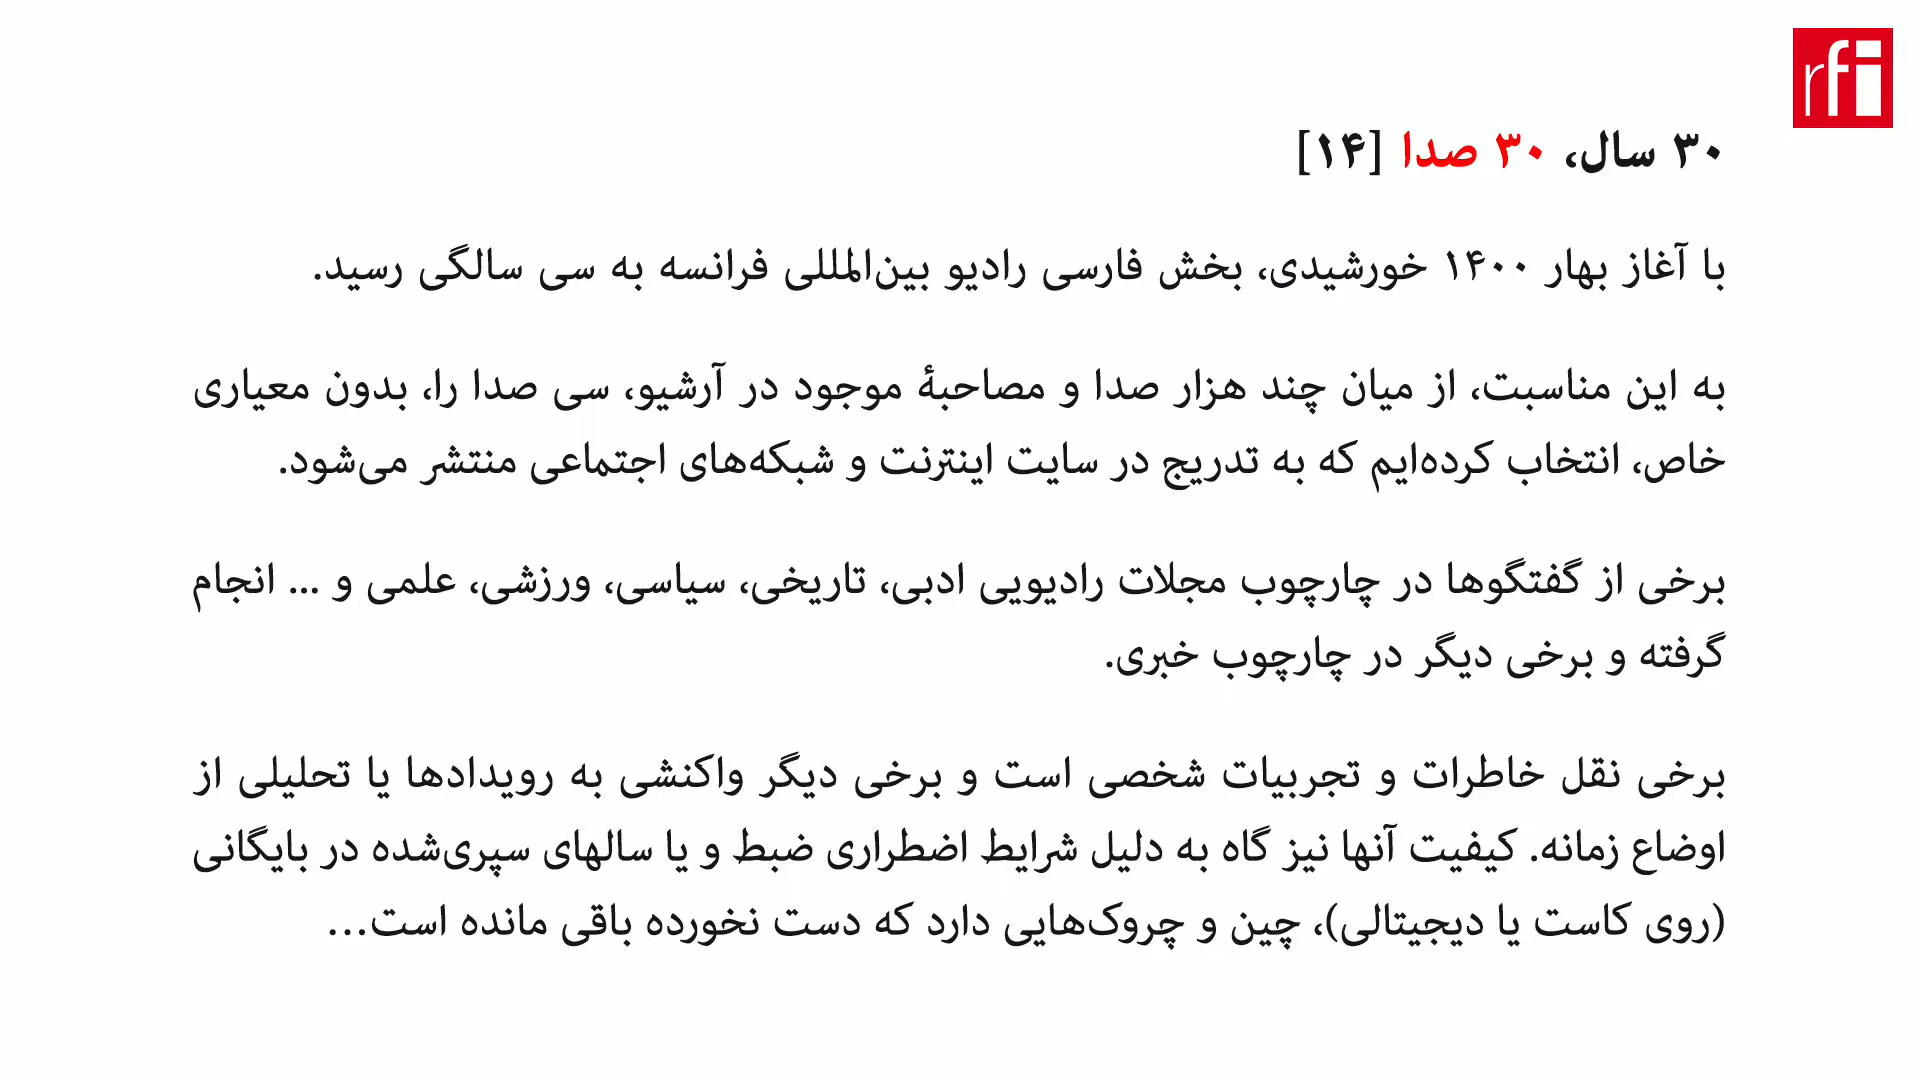 rfi
۳۰ سال، ۳۰ صدا [۱۴]
با آغاز بهار ۱۴۰۰ خورشیدی، بخش فارسی رادیو بین‌المللی فرانسه به سی سالگی رسید.
به این مناسبت، از میان چند هزار صدا و مصاحبهٔ موجود در آرشیو، سی صدا را، بدون معیاری
خاص، انتخاب کرده‌ایم که به تدریج در سایت اینترنت و شبکه‌های اجتماعی منتشر می‌شود.
برخی از گفتگوها در چارچوب مجلات رادیویی ادبی، تاریخی، سیاسی، ورزشی، علمی و ... انجام
گرفته و برخی دیگر در چارچوب خبری.
برخی نقل خاطرات و تجربیات شخصی است و برخی دیگر واکنشی به رویدادها یا تحلیلی از
اوضاع زمانه. کیفیت آنها نیز گاه به دلیل شرایط اضطراری ضبط و یا سالهای سپری‌شده در بایگانی
(روی کاست یا دیجیتالی)، چین و چروک‌هایی دارد که دست نخورده باقی مانده است...